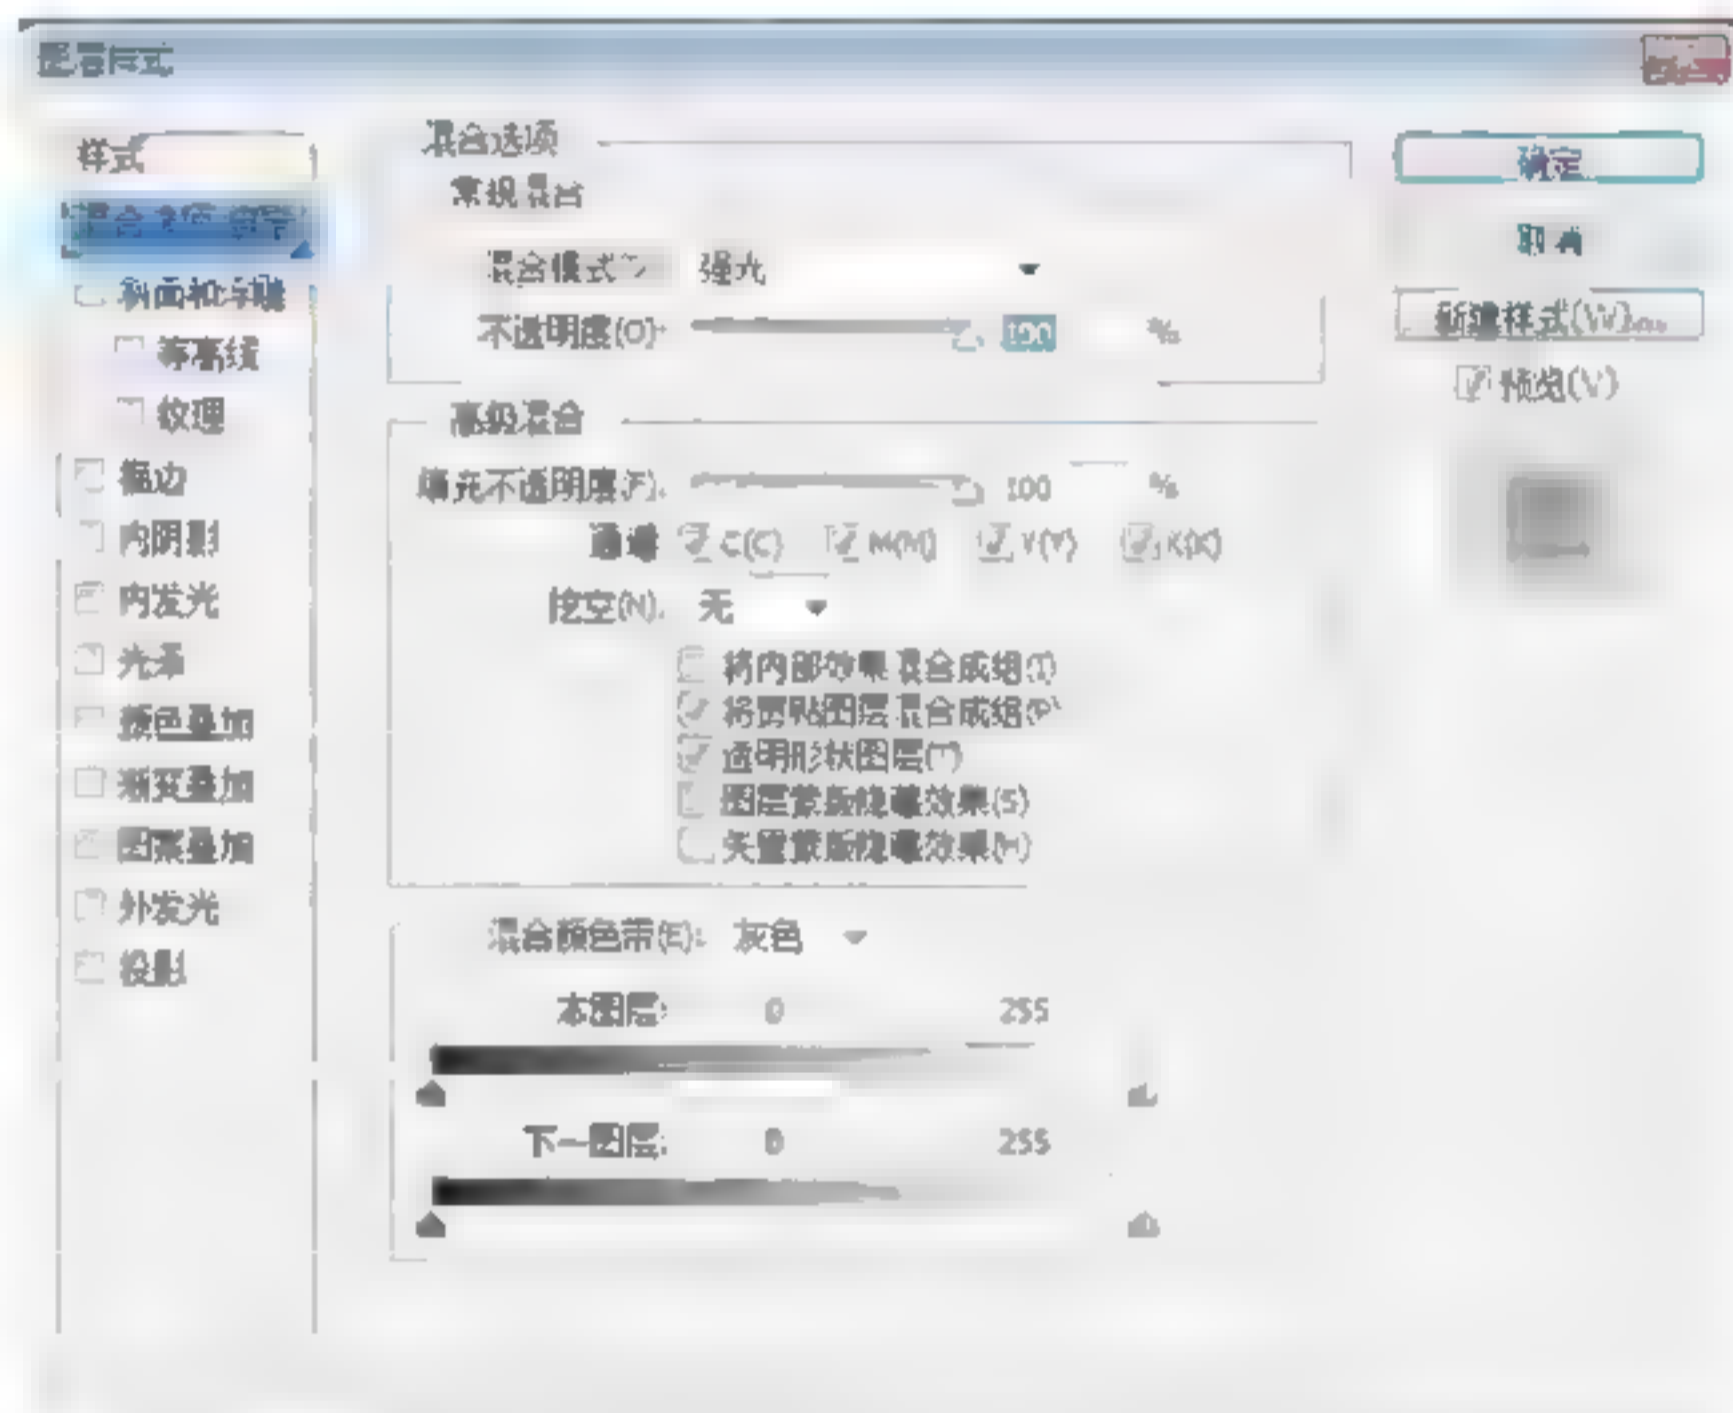 图层样式
样式
混合选项:自定
斜面和浮雕
等高线
纹理
描边
内阴影
内发光
光泽
颜色叠加
渐变叠加
图案叠加
外发光
投影
混合选项
常规混合
混合模式: 强光
不透明度(O): 100 %
高级混合
填充不透明度(F): 100 %
通道: C(C) M(M) Y(Y) K(K)
挖空(N): 无
将内部效果混合成组(I)
将剪贴图层混合成组(P)
透明形状图层(T)
图层蒙版隐藏效果(S)
矢量蒙版隐藏效果(H)
混合颜色带(E): 灰色
本图层: 0 255
下一图层: 0 255
确定
取消
新建样式(W)...
预览(V)